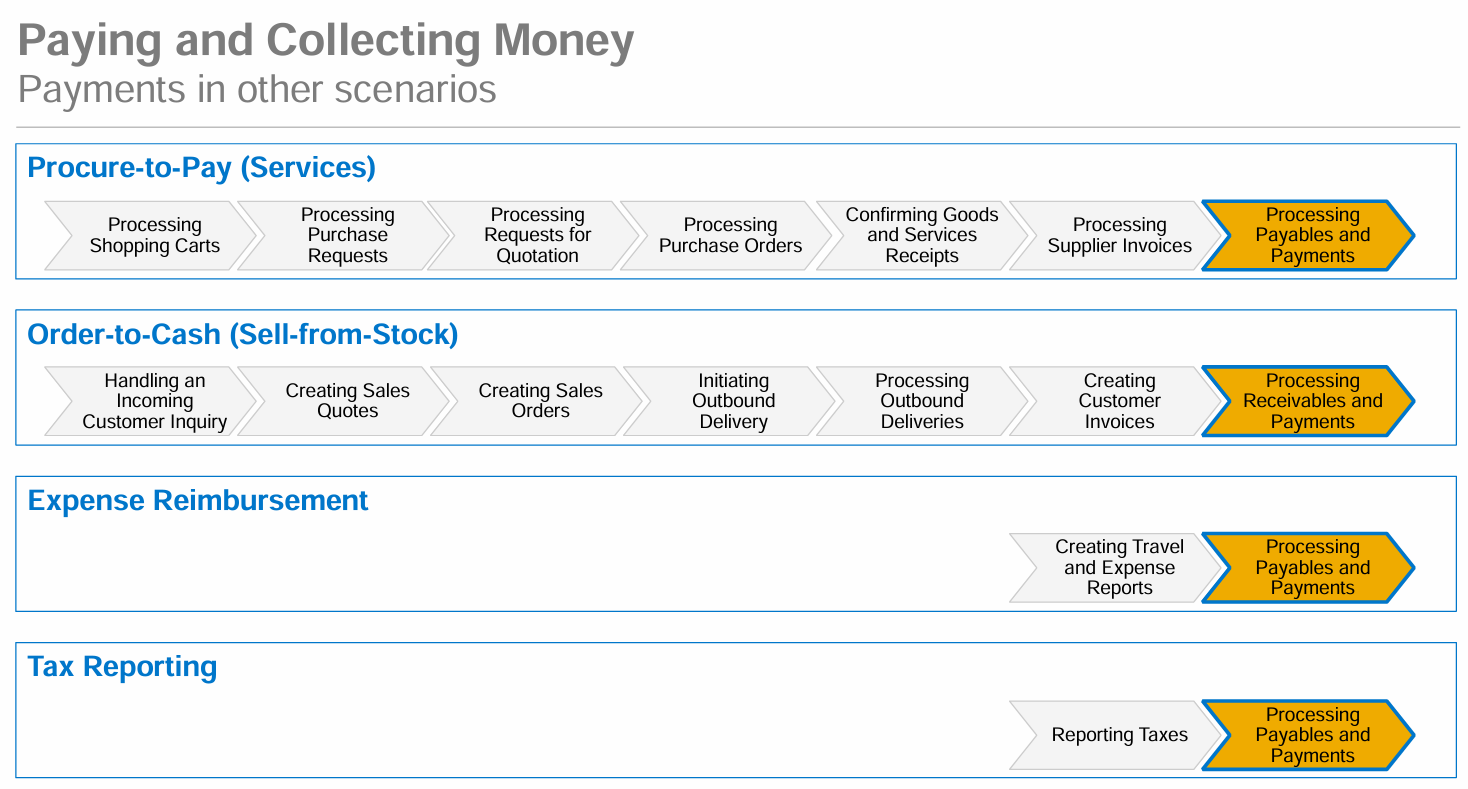 Paying and Collecting Money
Payments in other scenarios
Procure-to-Pay (Services)
Processing
Shopping Carts
Processing
Purchase
Requests
Processing
Requests for
Quotation
Processing
Purchase Orders
Confirming Goods
and Services
Receipts
Processing
Supplier Invoices
Processing
Payables and
Payments
Order-to-Cash (Sell-from-Stock)
Handling an
Incoming
Customer Inquiry
Creating Sales
Quotes
Creating Sales
Orders
Initiating
Outbound
Delivery
Processing
Outbound
Deliveries
Creating
Customer
Invoices
Processing
Receivables and
Payments
Expense Reimbursement
Creating Travel
and Expense
Reports
Processing
Payables and
Payments
Tax Reporting
Reporting Taxes
Processing
Payables and
Payments